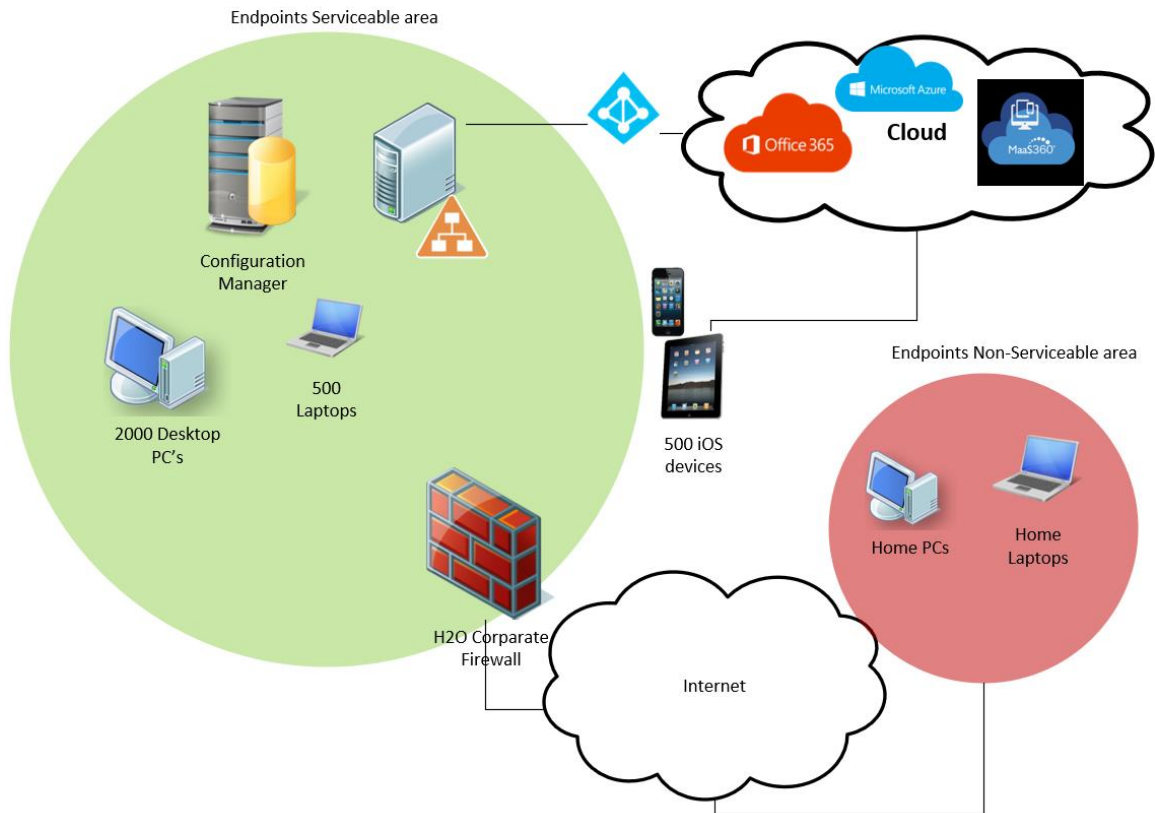 Endpoints Serviceable area
Microsoft Azure
Office 365
Cloud
MaaS360
Configuration
Manager
500
Laptops
2000 Desktop
PC's
500 iOS
devices
Endpoints Non-Serviceable area
Home PCs
Home
Laptops
H2O Corparate
Firewall
Internet